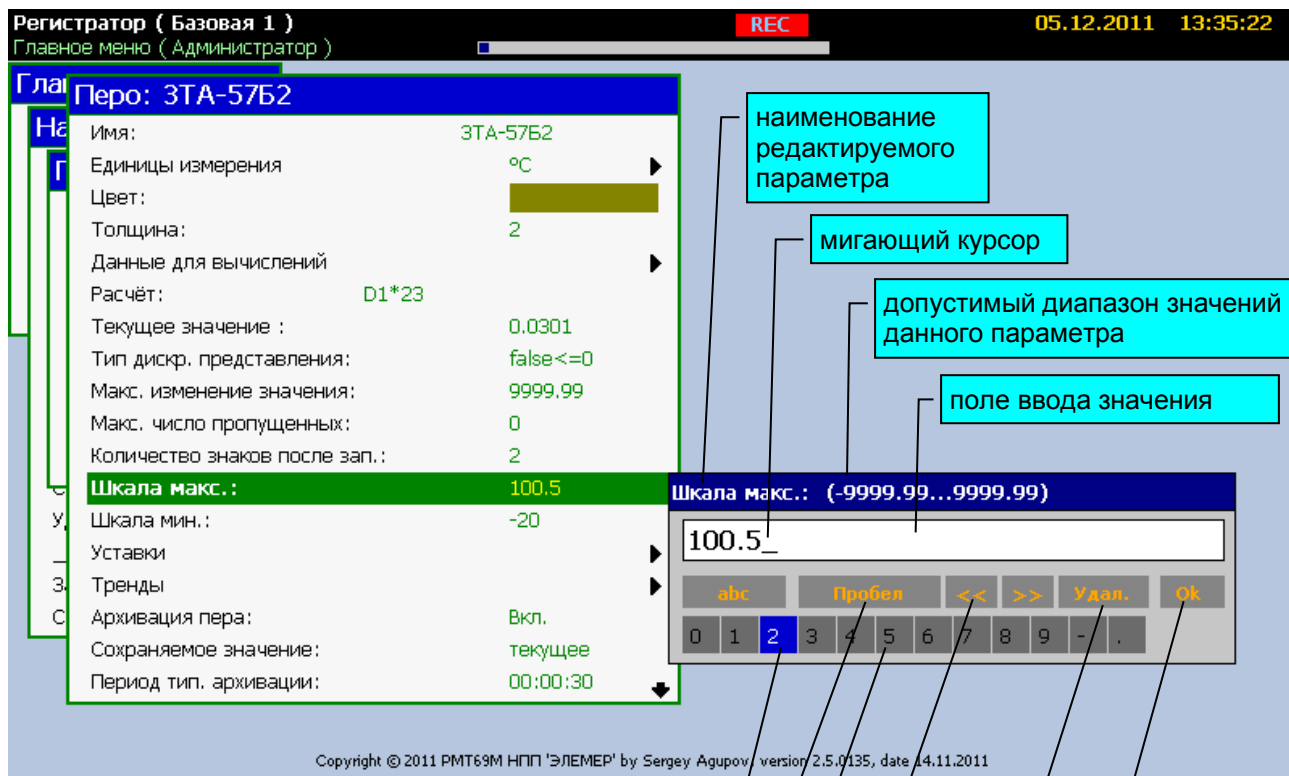 Регистратор ( Базовая 1 ) REC 05.12.2011 13:35:22
Главное меню ( Администратор )
Глав
Перо: 3ТА-57Б2
На
П
Имя: 3ТА-57Б2
Единицы измерения °C
Цвет:
Толщина: 2
Данные для вычислений
Расчёт: D1*23
Текущее значение : 0.0301
Тип дискр. представления: false<=0
Макс. изменение значения: 9999.99
Макс. число пропущенных: 0
Количество знаков после зап.: 2
Шкала макс.: 100.5
Шкала мин.: -20
Уставки
Тренды
Архивация пера: Вкл.
Сохраняемое значение: текущее
Период тип. архивации: 00:00:30
наименование
редактируемого
параметра
мигающий курсор
допустимый диапазон значений
данного параметра
поле ввода значения
Шкала макс.: (-9999.99...9999.99)
100.5_
abc Пробел << >> Удал. Ok
0 1 2 3 4 5 6 7 8 9 - .
Copyright © 2011 РМТ69М НПП 'ЭЛЕМЕР' by Sergey Agupov, version 2.5.0135, date 14.11.2011